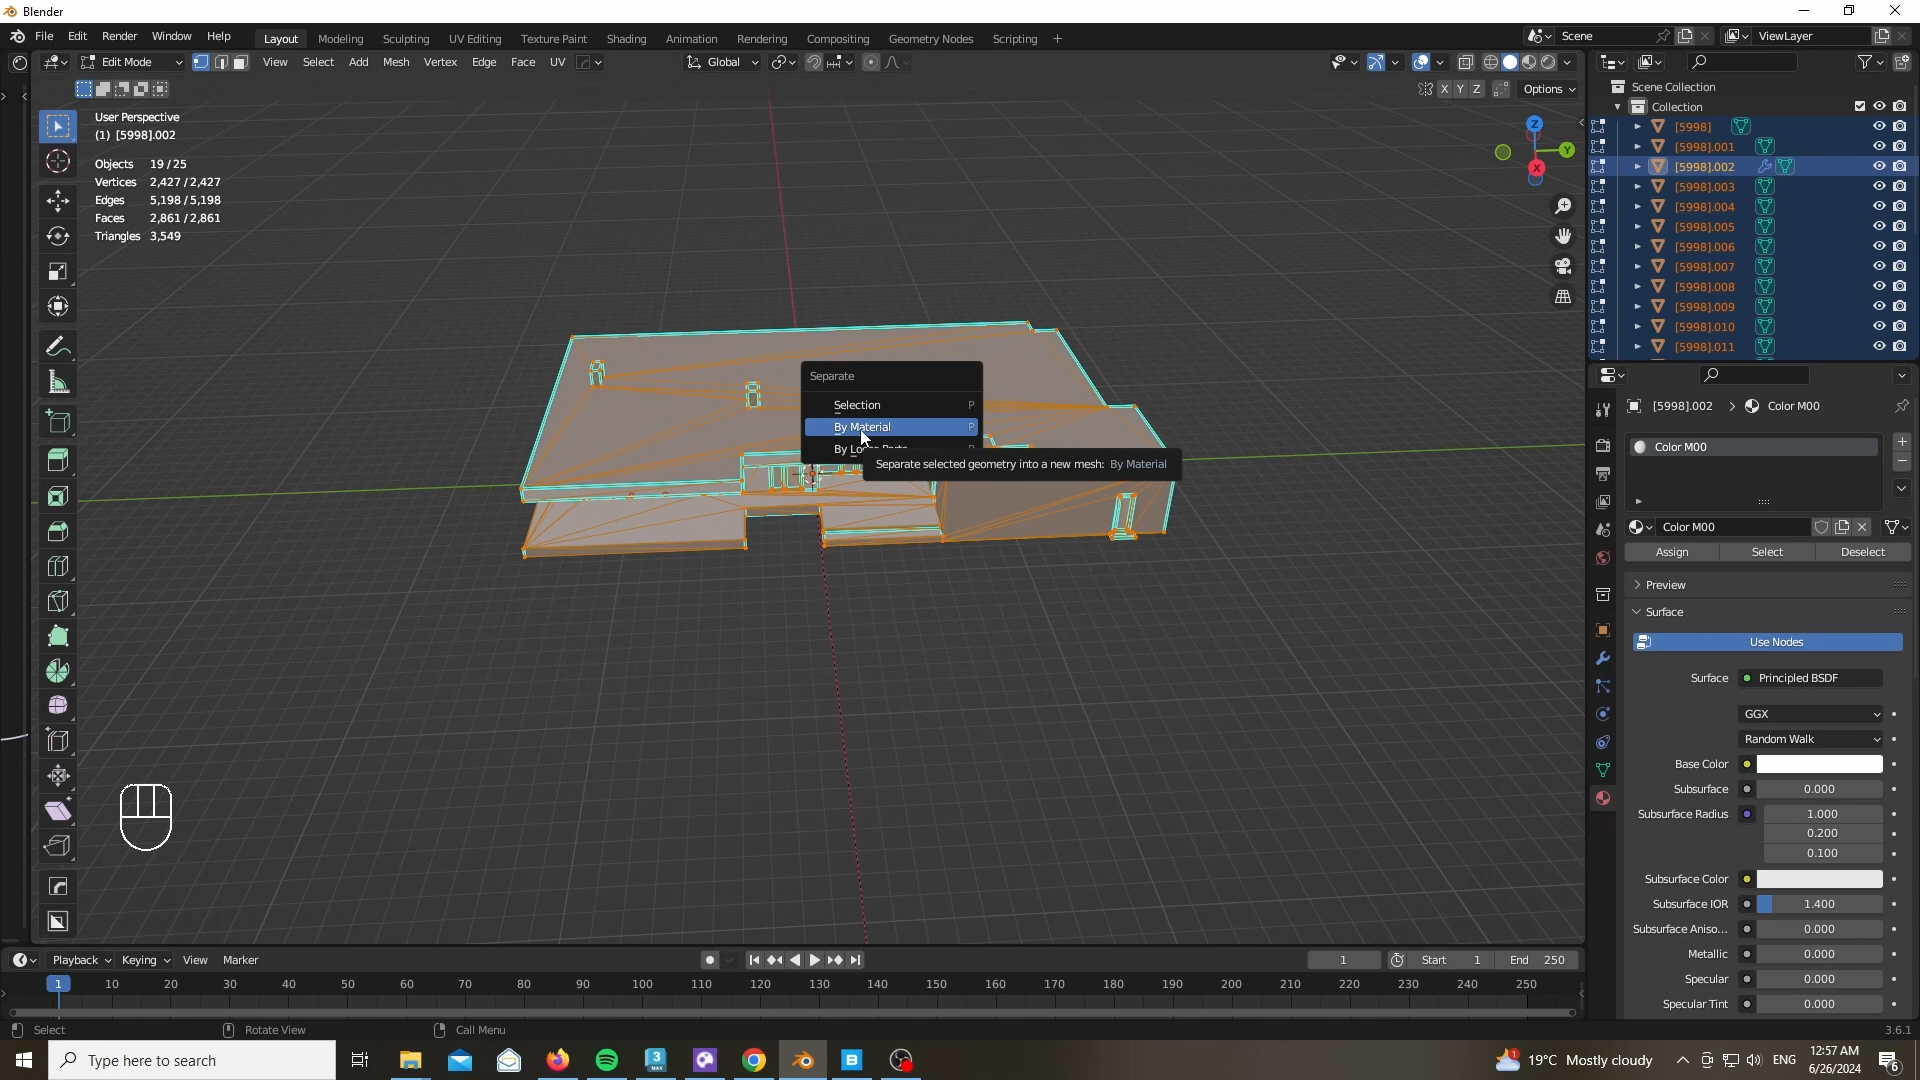 Blender
File Edit Render Window Help
Layout Modeling Sculpting UV Editing Texture Paint Shading Animation Rendering Compositing Geometry Nodes Scripting +
Scene
ViewLayer
Edit Mode
View Select Add Mesh Vertex Edge Face UV
Global
X Y Z
Options
User Perspective
(1) [5998].002
Objects 19/25
Vertices 2,427/2,427
Edges 5,198/5,198
Faces 2,861/2,861
Triangles 3,549
Z
Y
X
Separate
Selection P
By Material P
Separate selected geometry into a new mesh: By Material
Scene Collection
Collection
[5998]
[5998].001
[5998].002
[5998].003
[5998].004
[5998].005
[5998].006
[5998].007
[5998].008
[5998].009
[5998].010
[5998].011
[5998].002 > Color M00
Color M00
Color M00
Assign Select Deselect
Preview
Surface
Use Nodes
Surface Principled BSDF
GGX
Random Walk
Base Color
Subsurface 0.000
Subsurface Radius 1.000
0.200
0.100
Subsurface Color
Subsurface IOR 1.400
Subsurface Aniso... 0.000
Metallic 0.000
Specular 0.000
Specular Tint 0.000
Playback Keying View Marker
1
Start 1
End 250
1 10 20 30 40 50 60 70 80 90 100 110 120 130 140 150 160 170 180 190 200 210 220 230 240 250
Select
Rotate View
Call Menu
3.6.1
Type here to search
3
MAX
B
1
19°C Mostly cloudy
ENG
12:57 AM
6/26/2024
6